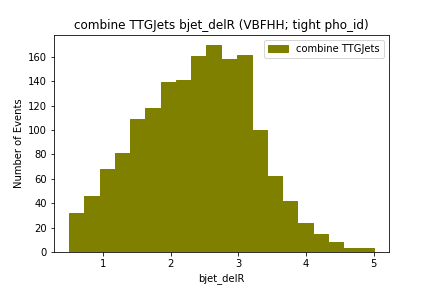 combine TTGJets bjet_delR (VBFHH; tight pho_id)
combine TTGJets
160
140
120
100
80
60
40
20
0
Number of Events
1 2 3 4 5
bjet_delR